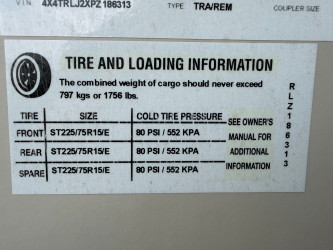 VIN 4X4TRLJ2XPZ186313 TYPE TRA/REM COUPLER SIZE
TIRE AND LOADING INFORMATION
The combined weight of cargo should never exceed
797 kgs or 1756 lbs.
TIRE SIZE COLD TIRE PRESSURE
FRONT ST225/75R15/E 80 PSI / 552 KPA
REAR ST225/75R15/E 80 PSI / 552 KPA
SPARE ST225/75R15/E 80 PSI / 552 KPA
SEE OWNER'S
MANUAL FOR
ADDITIONAL
INFORMATION
RLZ186313